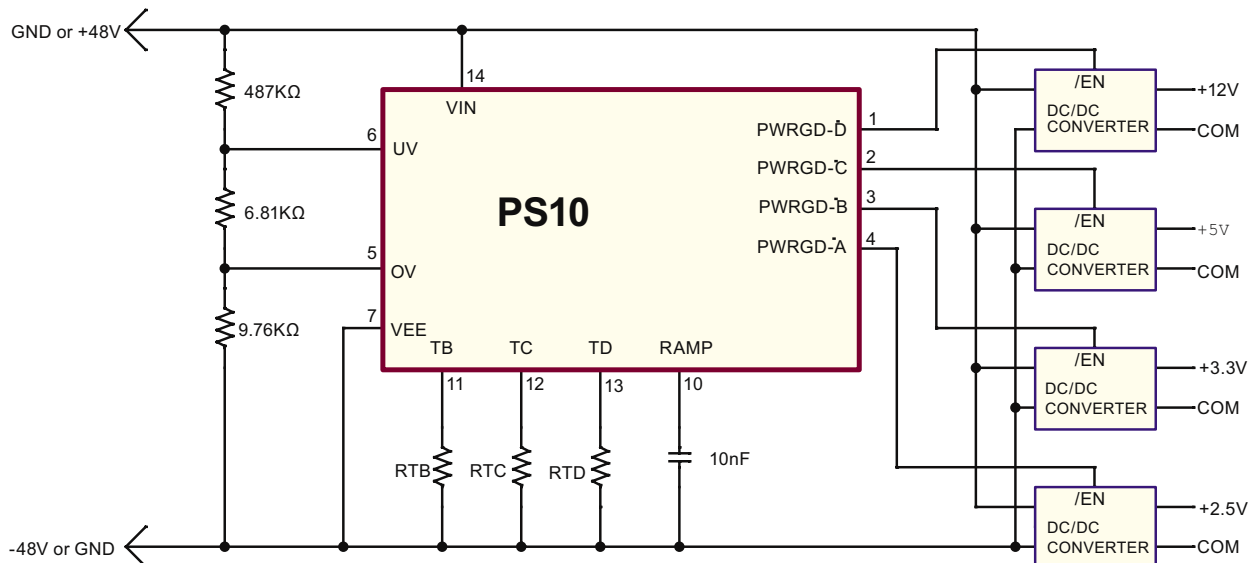 GND or +48V
14
VIN
487KΩ
6
UV
6.81KΩ
5
OV
9.76KΩ
7
VEE
PS10
PWRGD-D
1
PWRGD-C
2
PWRGD-B
3
PWRGD-A
4
TB
TC
TD
RAMP
11
12
13
10
RTB
RTC
RTD
10nF
-48V or GND
/EN
DC/DC
CONVERTER
+12V
COM
/EN
DC/DC
CONVERTER
+5V
COM
/EN
DC/DC
CONVERTER
+3.3V
COM
/EN
DC/DC
CONVERTER
+2.5V
COM